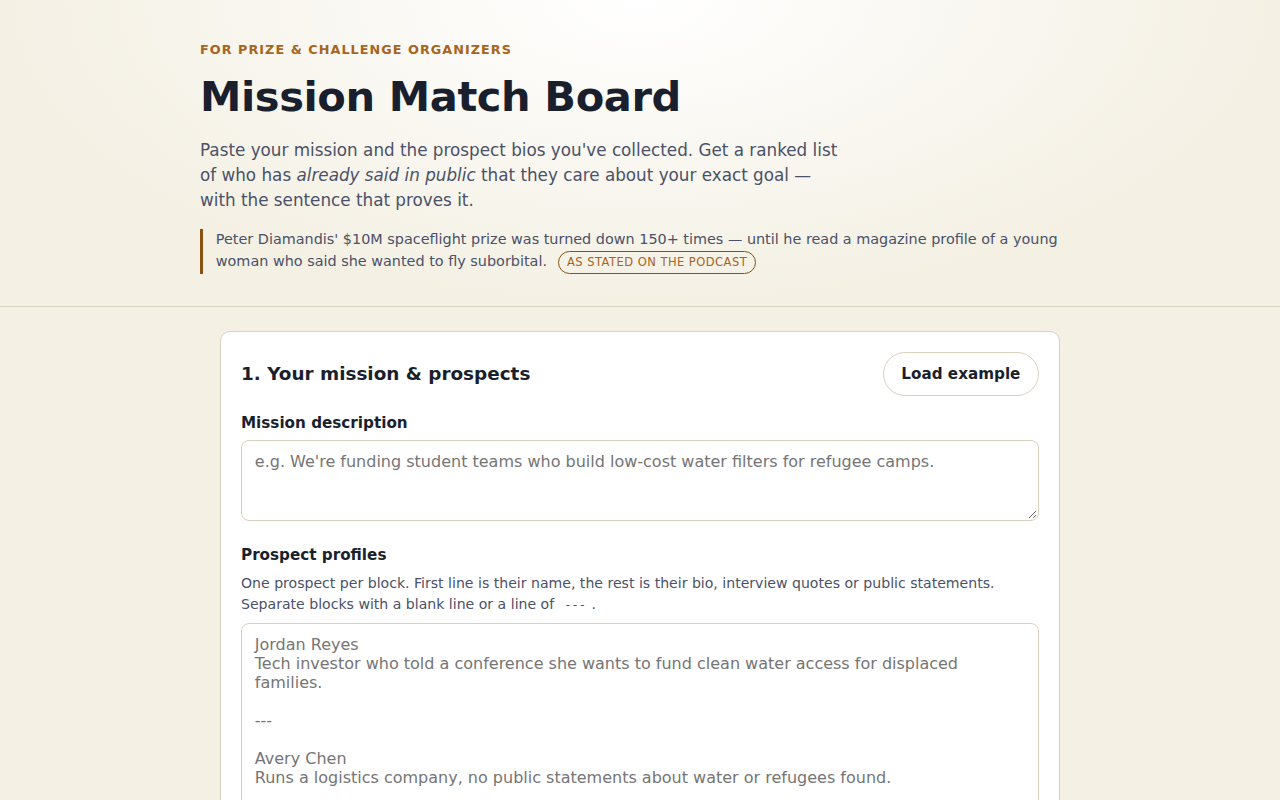 FOR PRIZE & CHALLENGE ORGANIZERS
Mission Match Board
Paste your mission and the prospect bios you've collected. Get a ranked list
of who has already said in public that they care about your exact goal —
with the sentence that proves it.
Peter Diamandis' $10M spaceflight prize was turned down 150+ times — until he read a magazine profile of a young
woman who said she wanted to fly suborbital. AS STATED ON THE PODCAST
1. Your mission & prospects
Load example
Mission description
e.g. We're funding student teams who build low-cost water filters for refugee camps.
Prospect profiles
One prospect per block. First line is their name, the rest is their bio, interview quotes or public statements.
Separate blocks with a blank line or a line of --- .
Jordan Reyes
Tech investor who told a conference she wants to fund clean water access for displaced
families.
---
Avery Chen
Runs a logistics company, no public statements about water or refugees found.